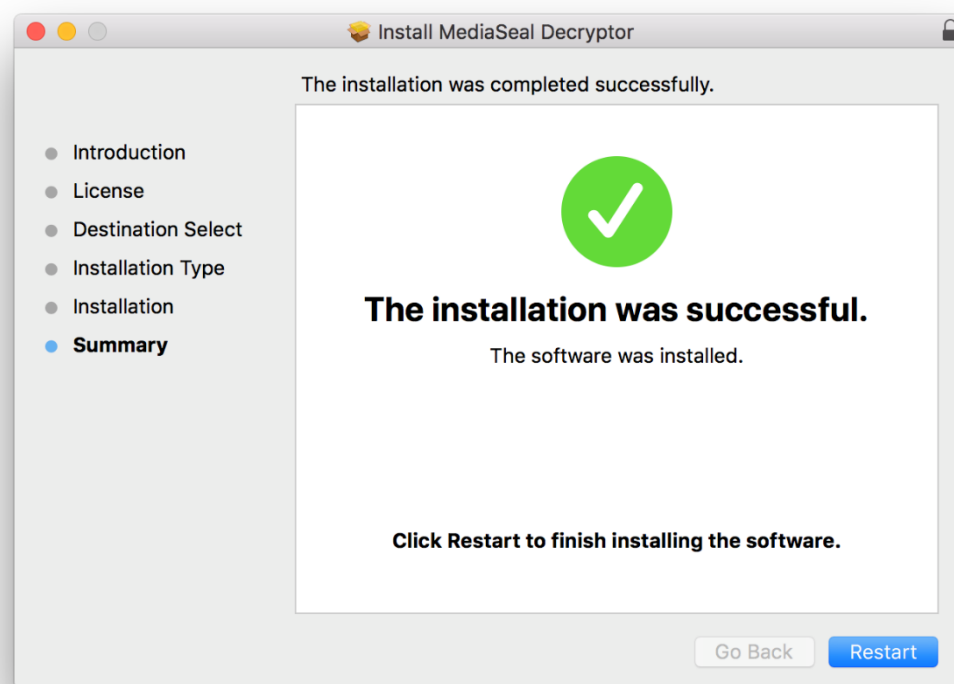 Install MediaSeal Decryptor
The installation was completed successfully.
Introduction
License
Destination Select
Installation Type
Installation
Summary
The installation was successful.
The software was installed.
Click Restart to finish installing the software.
Go Back
Restart